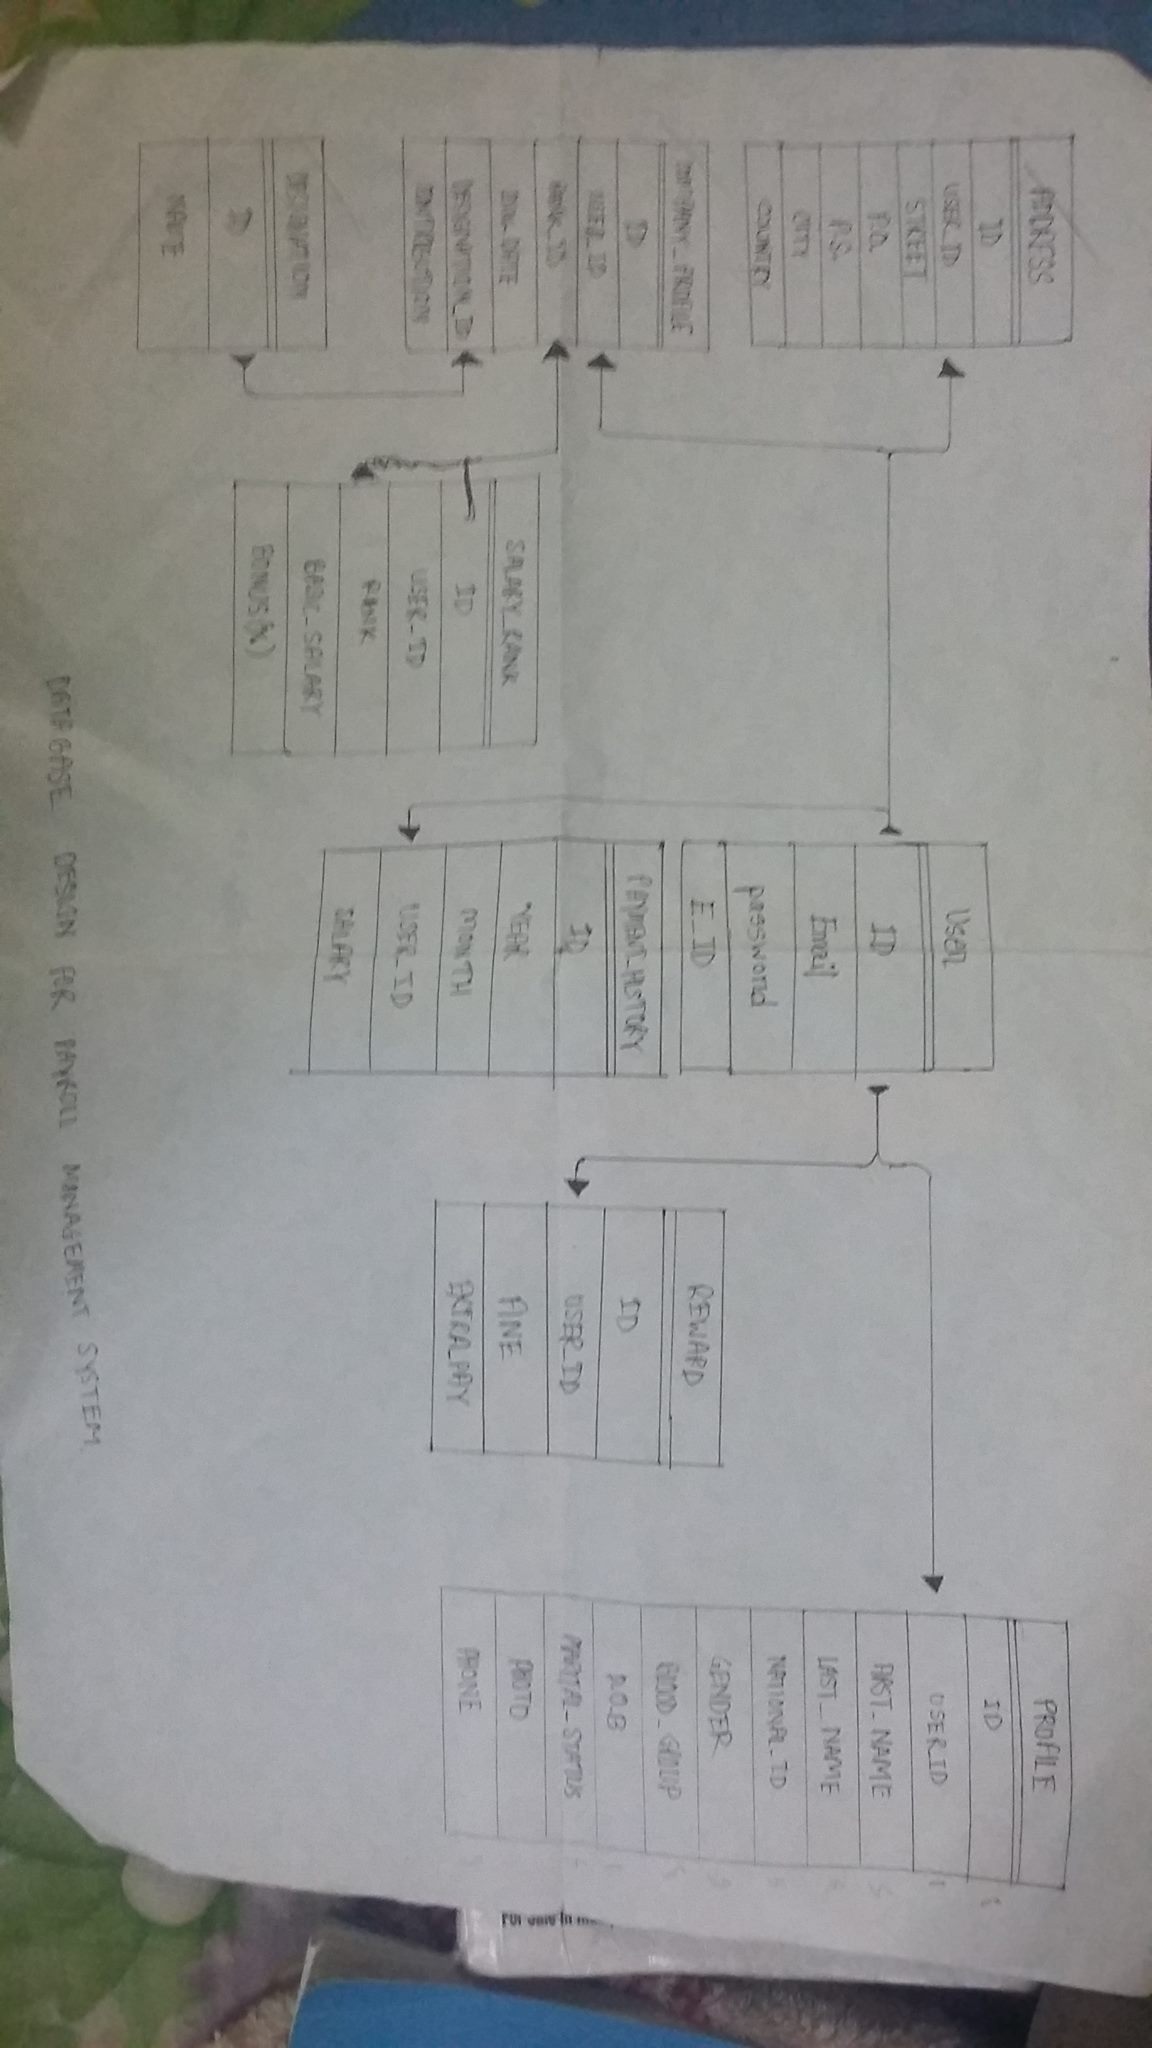 ADDRESS
ID
USER_ID
STREET
P.O.
P.S.
CITY
COUNTRY
COMPANY_PROFILE
ID
USER_ID
RANK_ID
DATE
DESIGNATION_ID
DESIGNATION
ID
NAME
SALARY_RANK
ID
USER_ID
RANK
BASIC_SALARY
BONUS(%)
User
ID
Email
password
E_ID
PAYMENT_HISTORY
ID
YEAR
MONTH
USER_ID
SALARY
REWARD
ID
USER_ID
FINE
EXTRA_PAY
PROFILE
ID
USER_ID
FIRST_NAME
LAST_NAME
NATIONAL_ID
GENDER
BLOOD_GROUP
D.O.B
MARITAL_STATUS
PHOTO
PHONE
DATABASE DESIGN FOR PAYROLL MANAGEMENT SYSTEM